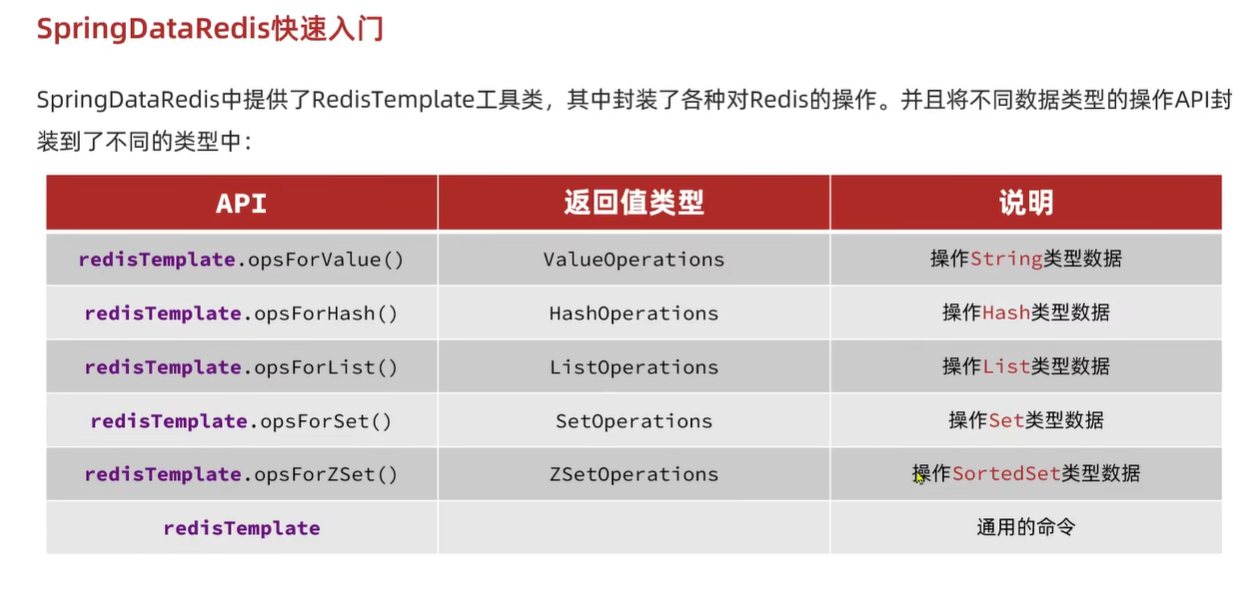 SpringDataRedis快速入门
SpringDataRedis中提供了RedisTemplate工具类，其中封装了各种对Redis的操作。并且将不同数据类型的操作API封
装到了不同的类型中：
API 返回值类型 说明
redisTemplate.opsForValue() ValueOperations 操作String类型数据
redisTemplate.opsForHash() HashOperations 操作Hash类型数据
redisTemplate.opsForList() ListOperations 操作List类型数据
redisTemplate.opsForSet() SetOperations 操作Set类型数据
redisTemplate.opsForZSet() ZSetOperations 操作SortedSet类型数据
redisTemplate 通用的命令